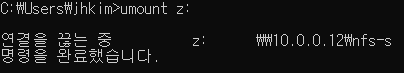 C:₩Users₩jhkim>umount z:
연결을 끊는 중 z: ₩₩10.0.0.12₩nfs-s
명령을 완료했습니다.